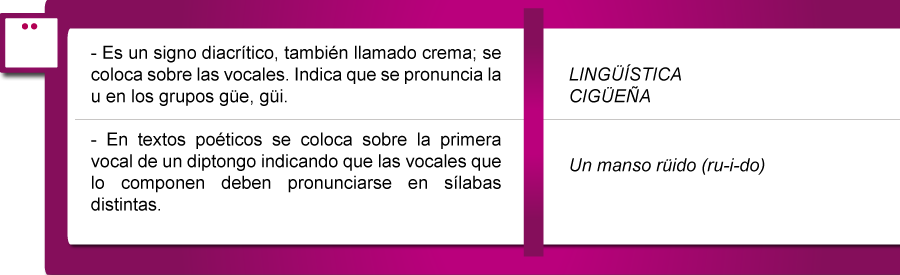 ¨
- Es un signo diacrítico, también llamado crema; se
coloca sobre las vocales. Indica que se pronuncia la
u en los grupos güe, güi.
LINGÜÍSTICA
CIGÜEÑA
- En textos poéticos se coloca sobre la primera
vocal de un diptongo indicando que las vocales que
lo componen deben pronunciarse en sílabas
distintas.
Un manso rüido (ru-i-do)